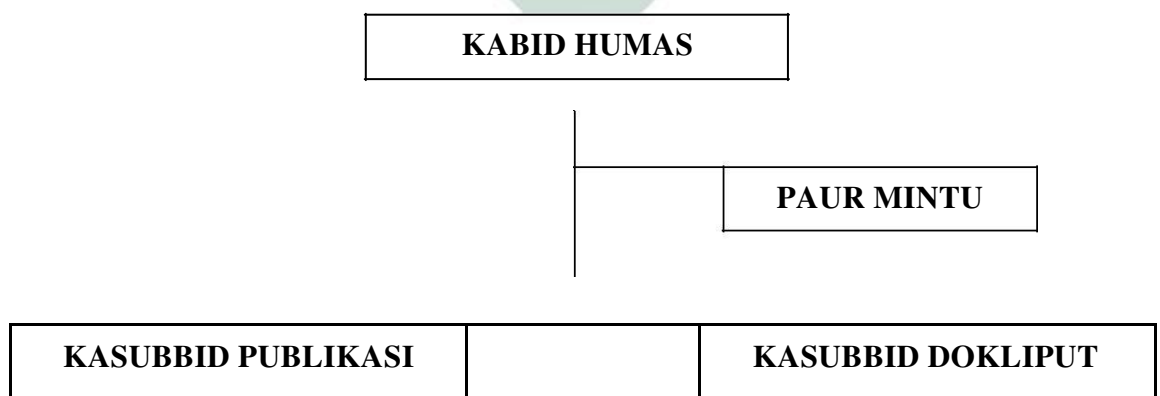 KABID HUMAS
PAUR MINTU
KASUBBID PUBLIKASI
KASUBBID DOKLIPUT